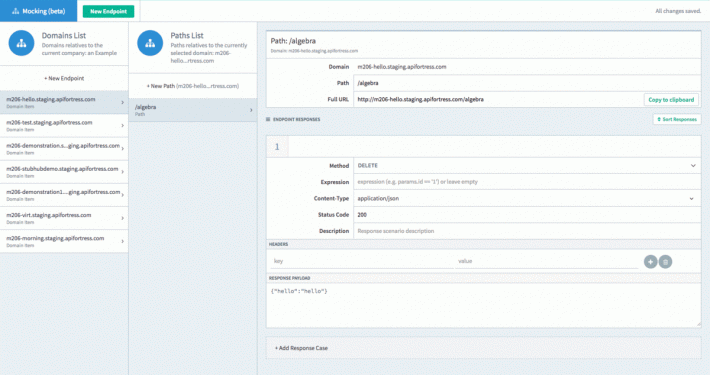 Mocking (beta)
New Endpoint
All changes saved.
Domains List
Domains relative to the
current company: an Example
+ New Endpoint
m206-hello.staging.apifortress.com
Domain Item
m206-test.staging.apifortress.com
Domain Item
m206-demonstration.s...ging.apifortress.com
Domain Item
m206-stubhubdemo.staging.apifortress.com
Domain Item
m206-demonstration1....ging.apifortress.com
Domain Item
m206-virt.staging.apifortress.com
Domain Item
m206-morning.staging.apifortress.com
Domain Item
Paths List
Paths relatives to the currently
selected domain: m206-
hello...rtress.com)
+ New Path (m206-hello...rtress.com)
/algebra
Path
Path: /algebra
Domain: m206-hello.staging.apifortress.com
Domain m206-hello.staging.apifortress.com
Path /algebra
Full URL http://m206-hello.staging.apifortress.com/algebra Copy to clipboard
ENDPOINT RESPONSES Sort Responses
1
Method DELETE
Expression expression (e.g. params.id == '1') or leave empty
Content-Type application/json
Status Code 200
Description Response scenario description
HEADERS
key value
RESPONSE PAYLOAD
{"hello":"hello"}
+ Add Response Case